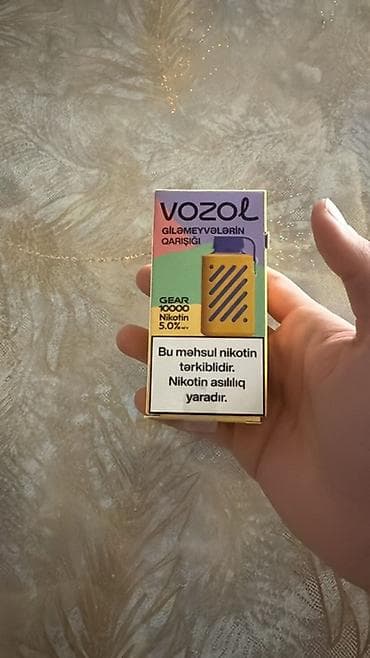 VOZOL
GİLƏMEYVƏLƏRİN
QARIŞIĞI
GEAR
10000
Nikotin
5.0%
Bu məhsul nikotin
tərkiblidir.
Nikotin asılılıq
yaradır.